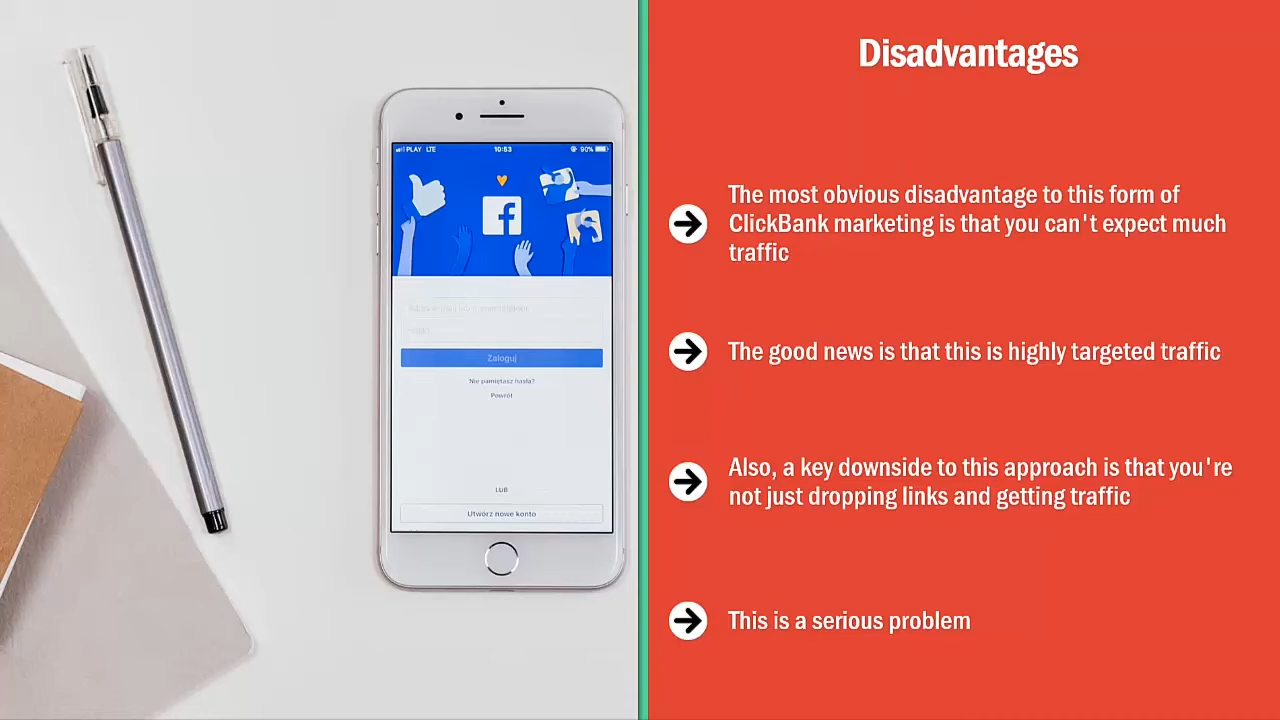 Disadvantages
The most obvious disadvantage to this form of
ClickBank marketing is that you can't expect much
traffic
The good news is that this is highly targeted traffic
Also, a key downside to this approach is that you're
not just dropping links and getting traffic
This is a serious problem
PLAY LTE
10:53
90%
Zaloguj
Nie pamiętasz hasła?
Powrót
LUB
Utwórz nowe konto